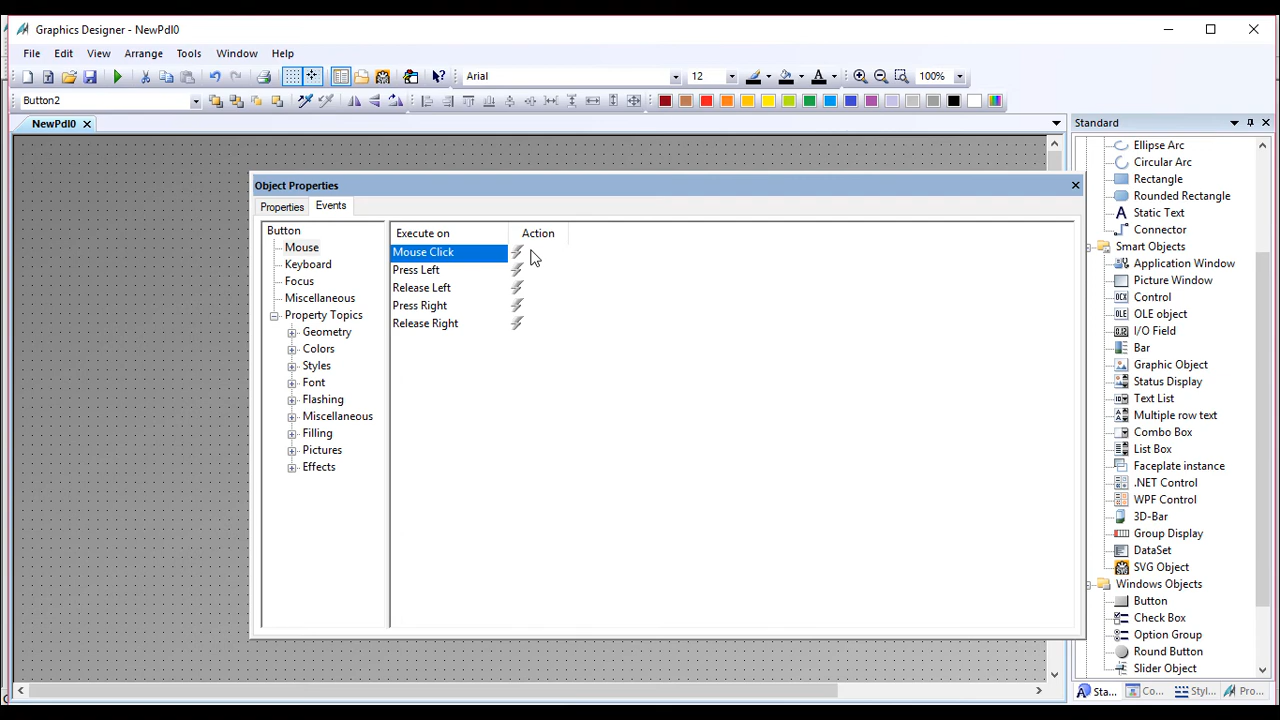 Graphics Designer - NewPdl0
File Edit View Arrange Tools Window Help
Arial 12 100%
Button2
NewPdl0
Standard
Object Properties
Properties Events
Button
Mouse
Keyboard
Focus
Miscellaneous
Property Topics
Geometry
Colors
Styles
Font
Flashing
Miscellaneous
Filling
Pictures
Effects
Execute on Action
Mouse Click
Press Left
Release Left
Press Right
Release Right
Ellipse Arc
Circular Arc
Rectangle
Rounded Rectangle
Static Text
Connector
Smart Objects
Application Window
Picture Window
Control
OLE object
I/O Field
Bar
Graphic Object
Status Display
Text List
Multiple row text
Combo Box
List Box
Faceplate instance
.NET Control
WPF Control
3D-Bar
Group Display
DataSet
SVG Object
Windows Objects
Button
Check Box
Option Group
Round Button
Slider Object
Sta... Co... Styl... Pro...